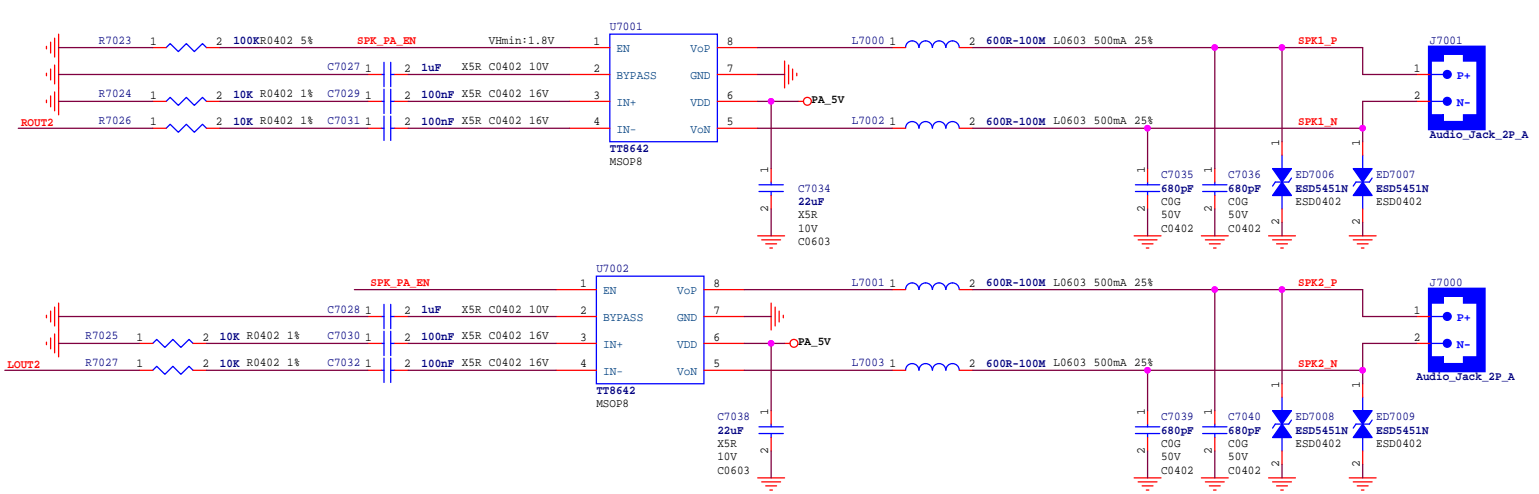 U7001
R7023 1 2 100KR0402 5% SPK_PA_EN VHmin:1.8V 1 EN VoP 8 L7000 1 2 600R-100M L0603 500mA 25% SPK1_P J7001
C7027 1 2 1uF X5R C0402 10V 2 BYPASS GND 7 1 P+
R7024 1 2 10K R0402 1% C7029 1 2 100nF X5R C0402 16V 3 IN+ VDD 6 PA_5V 2 N-
ROUT2 R7026 1 2 10K R0402 1% C7031 1 2 100nF X5R C0402 16V 4 IN- VoN 5 L7002 1 2 600R-100M L0603 500mA 25% SPK1_N
Audio_Jack_2P_A
TT8642
MSOP8
1 C7034 2
22uF
X5R
10V
C0603
1 C7035 2 1 C7036 2 1 ED7006 2 1 ED7007 2
680pF 680pF ESD5451N ESD5451N
C0G C0G ESD0402 ESD0402
50V 50V
C0402 C0402
U7002
SPK_PA_EN 1 EN VoP 8 L7001 1 2 600R-100M L0603 500mA 25% SPK2_P J7000
C7028 1 2 1uF X5R C0402 10V 2 BYPASS GND 7 1 P+
R7025 1 2 10K R0402 1% C7030 1 2 100nF X5R C0402 16V 3 IN+ VDD 6 PA_5V 2 N-
LOUT2 R7027 1 2 10K R0402 1% C7032 1 2 100nF X5R C0402 16V 4 IN- VoN 5 L7003 1 2 600R-100M L0603 500mA 25% SPK2_N
Audio_Jack_2P_A
TT8642
MSOP8
C7038 1 2
22uF
X5R
10V
C0603
1 C7039 2 1 C7040 2 1 ED7008 2 1 ED7009 2
680pF 680pF ESD5451N ESD5451N
C0G C0G ESD0402 ESD0402
50V 50V
C0402 C0402